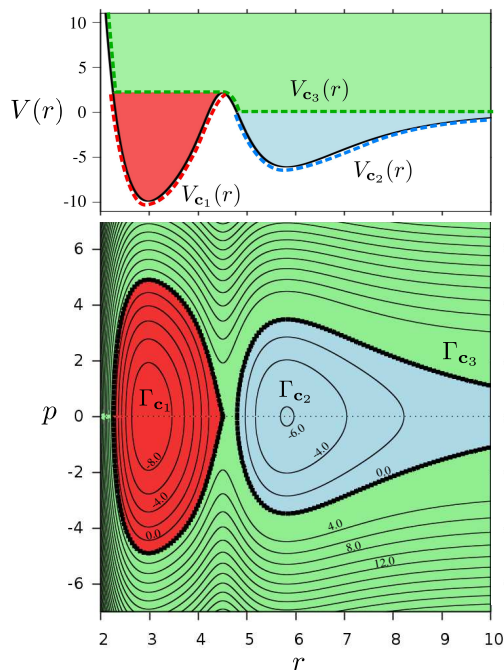 10
5
0
-5
-10
V(r)
V_{c_3}(r)
V_{c_2}(r)
V_{c_1}(r)
6
4
2
0
-2
-4
-6
p
Γ_{c_3}
Γ_{c_1}
Γ_{c_2}
-8.0
-4.0
0.0
-6.0
-4.0
0.0
4.0
8.0
12.0
2 3 4 5 6 7 8 9 10
r